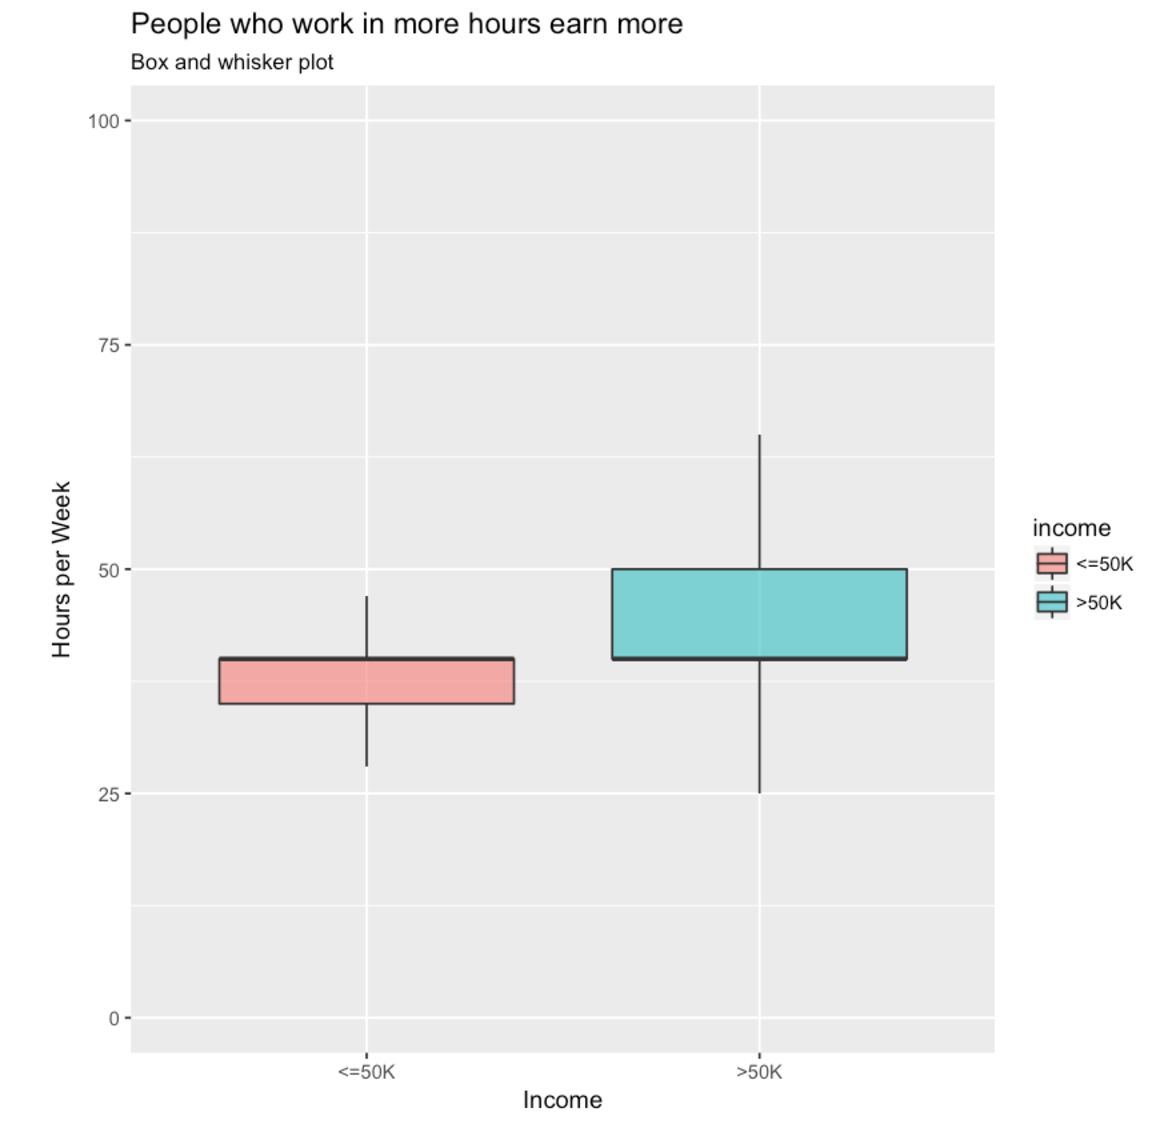 People who work in more hours earn more
Box and whisker plot
100
75
50
25
0
Hours per Week
<=50K
>50K
Income
income
<=50K
>50K